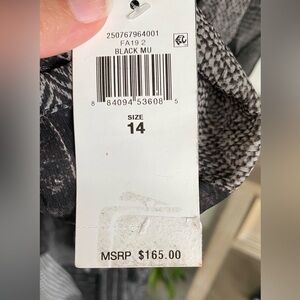 250767964001
FA19 2
BLACK MU
8 84094 53608 5
SIZE
14
MSRP $165.00